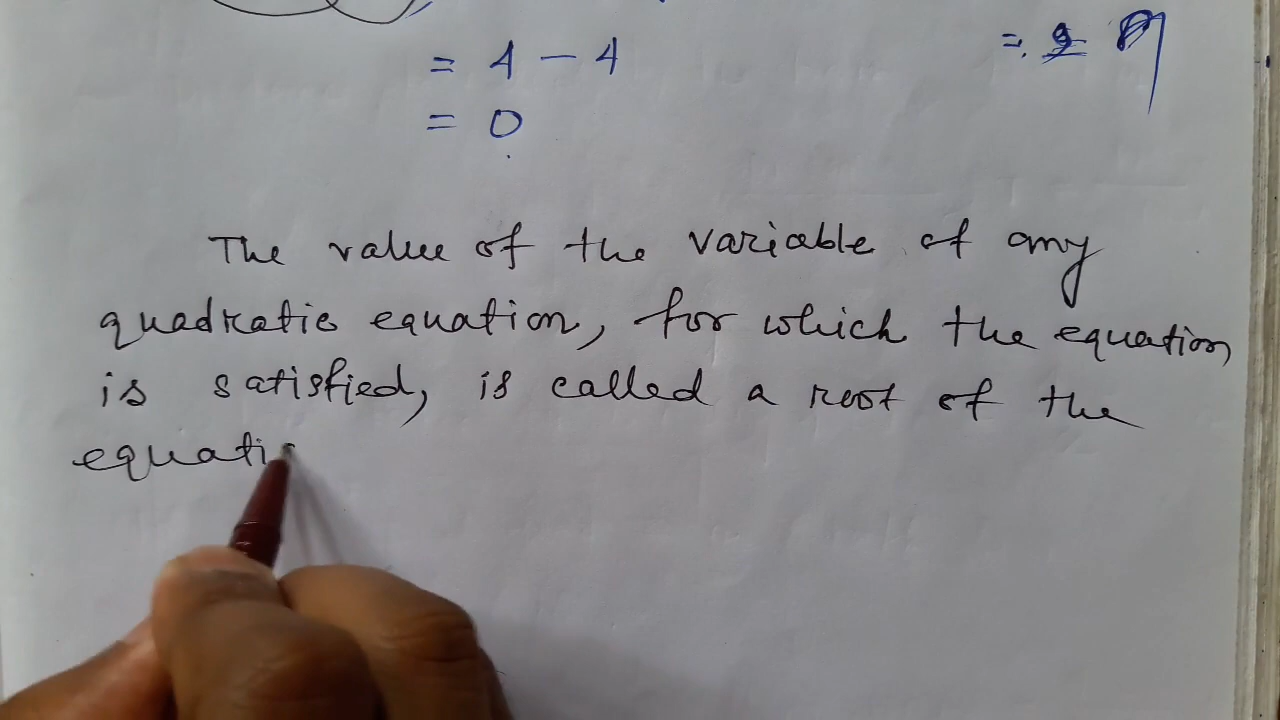 = 4 - 4
= 0
The value of the variable of any
quadratic equation, for which the equation,
is satisfied, is called a root of the
equati